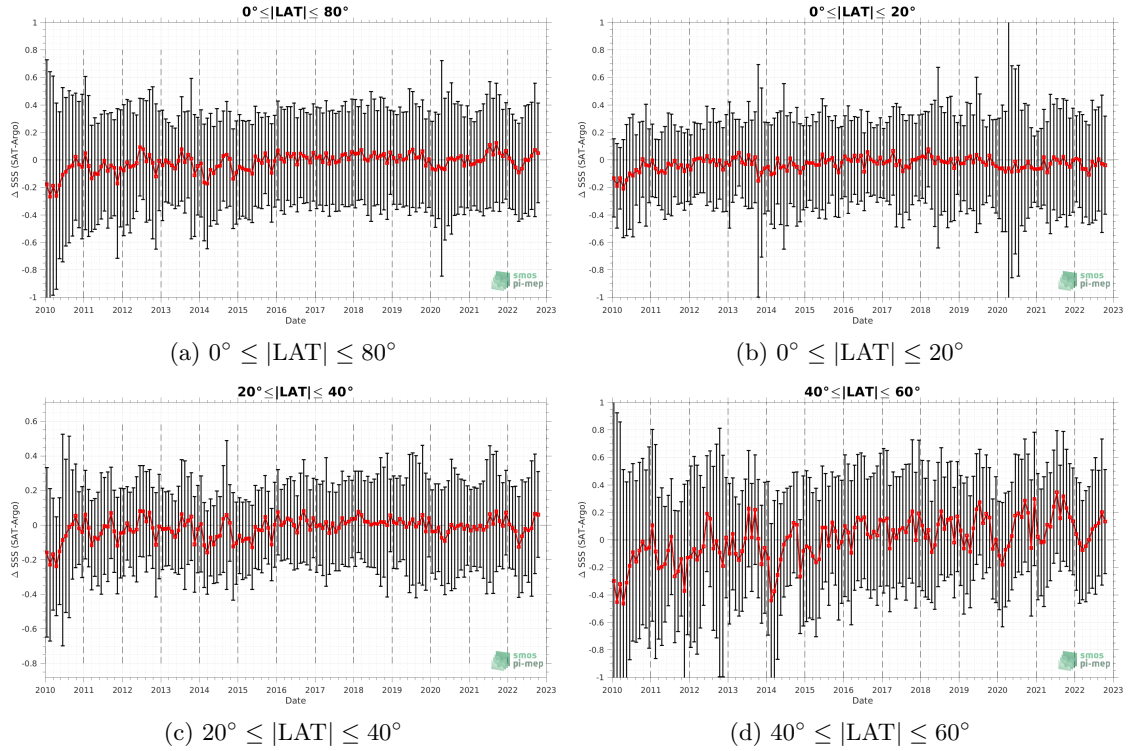 0°≤|LAT|≤ 80°
Δ SSS (SAT-Argo)
1
0.8
0.6
0.4
0.2
0
-0.2
-0.4
-0.6
-0.8
-1
2010 2011 2012 2013 2014 2015 2016 2017 2018 2019 2020 2021 2022 2023
Date
smos
pi-mep
(a) 0° ≤ |LAT| ≤ 80°
0°≤|LAT|≤ 20°
Δ SSS (SAT-Argo)
1
0.8
0.6
0.4
0.2
0
-0.2
-0.4
-0.6
-0.8
-1
2010 2011 2012 2013 2014 2015 2016 2017 2018 2019 2020 2021 2022 2023
Date
smos
pi-mep
(b) 0° ≤ |LAT| ≤ 20°
20°≤|LAT|≤ 40°
Δ SSS (SAT-Argo)
0.6
0.4
0.2
0
-0.2
-0.4
-0.6
-0.8
2010 2011 2012 2013 2014 2015 2016 2017 2018 2019 2020 2021 2022 2023
Date
smos
pi-mep
(c) 20° ≤ |LAT| ≤ 40°
40°≤|LAT|≤ 60°
Δ SSS (SAT-Argo)
1
0.8
0.6
0.4
0.2
0
-0.2
-0.4
-0.6
-0.8
-1
2010 2011 2012 2013 2014 2015 2016 2017 2018 2019 2020 2021 2022 2023
Date
smos
pi-mep
(d) 40° ≤ |LAT| ≤ 60°